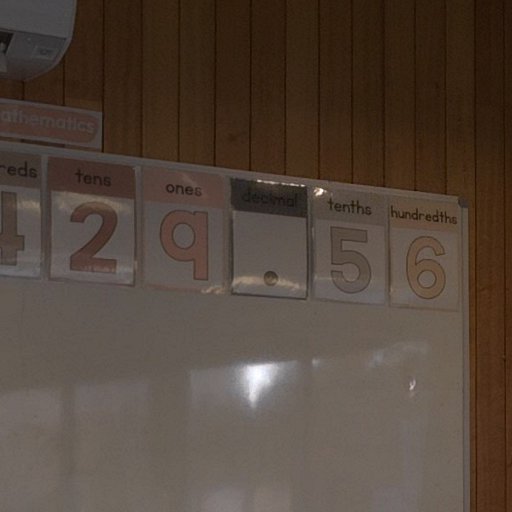 athematics
reds tens ones decimal tenths hundredths
4 2 9 . 5 6